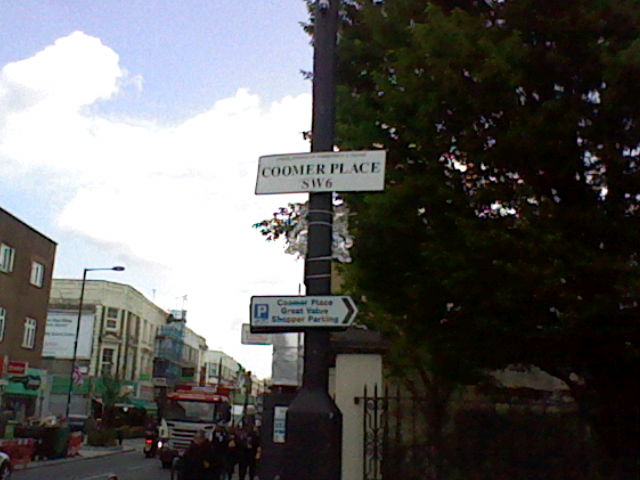 COOMER PLACE
SW6
P
Coomer Place
Great Value
Shopper Parking